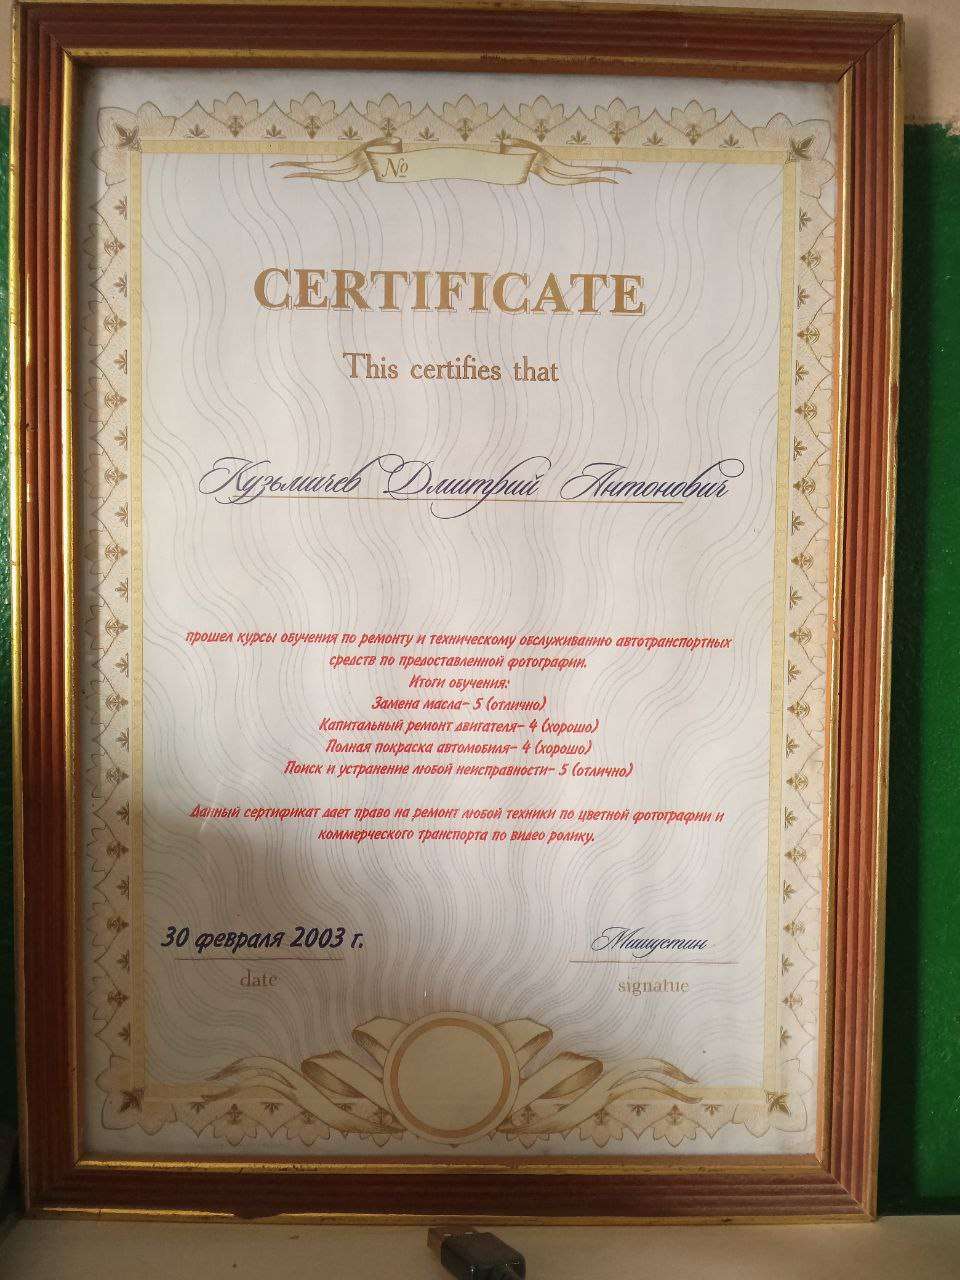 №
CERTIFICATE
This certifies that
Кузьмичев Дмитрий Антонович
прошел курсы обучения по ремонту и техническому обслуживанию автотранспортных
средств по предоставленной фотографии.
Итоги обучения:
Замена масла- 5 (отлично)
Капитальный ремонт двигателя- 4 (хорошо)
Полная покраска автомобиля- 4 (хорошо)
Поиск и устранение любой неисправности- 5 (отлично)
Данный сертификат дает право на ремонт любой техники по цветной фотографии и
коммерческого транспорта по видео ролику.
30 февраля 2003 г.
Мишустин
date
signatue